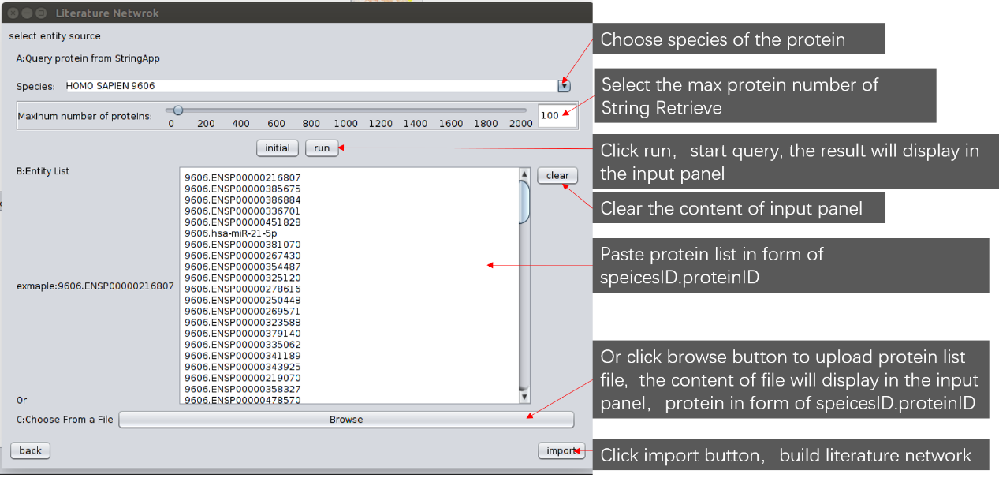 Literature Netwrok
select entity source
A:Query protein from StringApp
Species: HOMO SAPIEN 9606
Maxinum number of proteins:
0 200 400 600 800 1000 1200 1400 1600 1800 2000
100
initial run
B:Entity List
clear
9606.ENSP00000216807
9606.ENSP00000385675
9606.ENSP00000386884
9606.ENSP00000336701
9606.ENSP00000451828
9606.hsa-miR-21-5p
9606.ENSP00000381070
9606.ENSP00000267430
9606.ENSP00000354487
9606.ENSP00000325120
9606.ENSP00000278616
9606.ENSP00000250448
9606.ENSP00000269571
9606.ENSP00000323588
9606.ENSP00000379140
9606.ENSP00000335062
9606.ENSP00000341189
9606.ENSP00000343925
9606.ENSP00000219070
9606.ENSP00000358327
9606.ENSP00000478570
exmaple:9606.ENSP00000216807
Or
C:Choose From a File Browse
back import
Choose species of the protein
Select the max protein number of
String Retrieve
Click run, start query, the result will display in
the input panel
Clear the content of input panel
Paste protein list in form of
speicesID.proteinID
Or click browse button to upload protein list
file, the content of file will display in the input
panel, protein in form of speicesID.proteinID
Click import button, build literature network